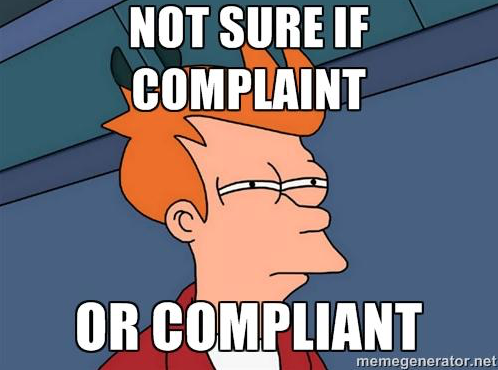 NOT SURE IF
COMPLAINT
OR COMPLIANT
memegenerator.net